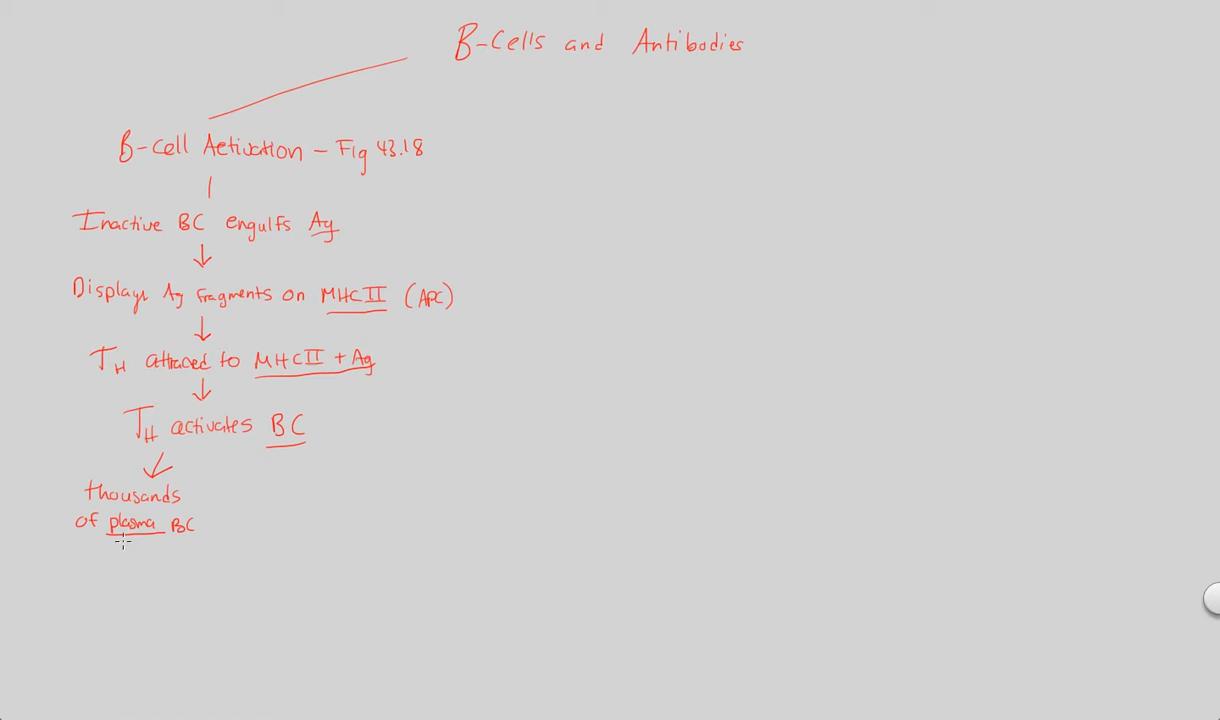 B-Cells and Antibodies
B-cell Activation - Fig 43.18
Inactive BC engulfs Ag
Displays Ag fragments on MHC II (APC)
TH attraced to MHC II + Ag
TH activates BC
thousands
of plasma BC